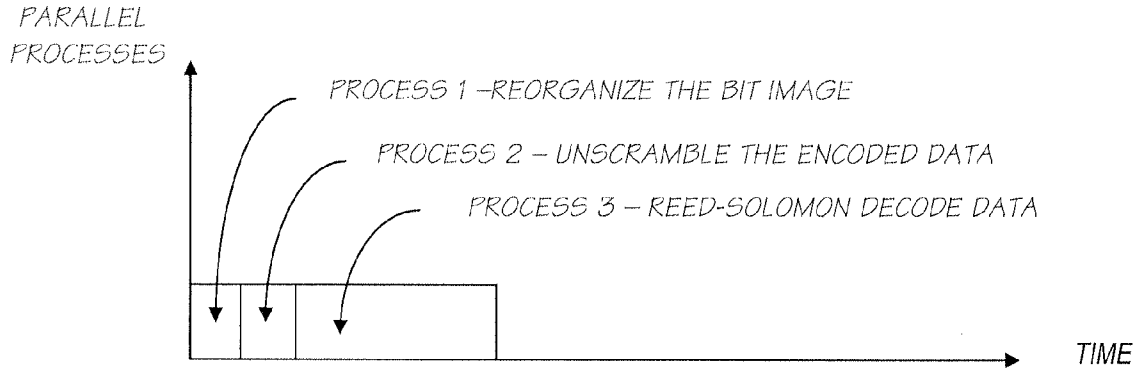 PARALLEL
PROCESSES
PROCESS 1 –REORGANIZE THE BIT IMAGE
PROCESS 2 – UNSCRAMBLE THE ENCODED DATA
PROCESS 3 – REED-SOLOMON DECODE DATA
TIME